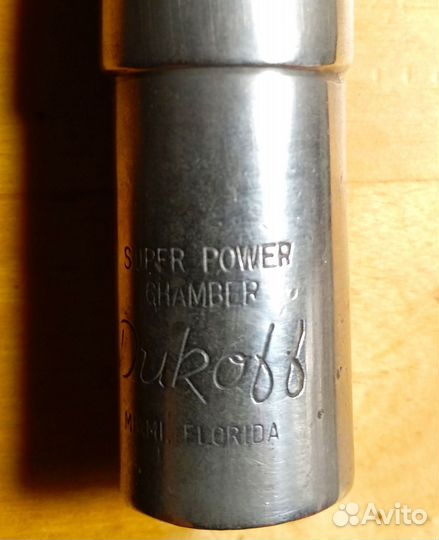 SUPER POWER
CHAMBER
Dukoff
MIAMI, FLORIDA
Avito